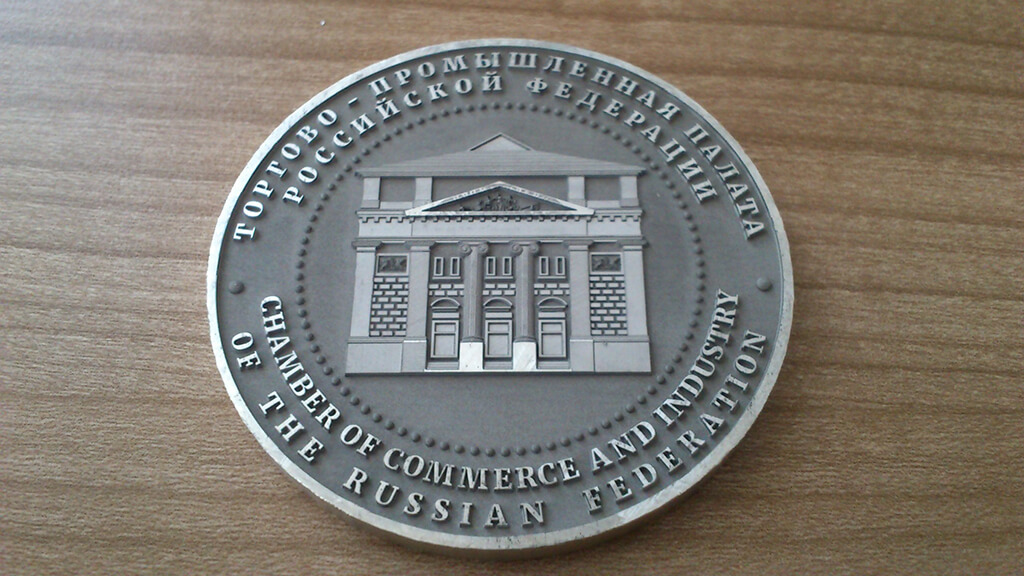 ТОРГОВО - ПРОМЫШЛЕННАЯ ПАЛАТА
РОССИЙСКОЙ ФЕДЕРАЦИИ
CHAMBER OF COMMERCE AND INDUSTRY
OF THE RUSSIAN FEDERATION